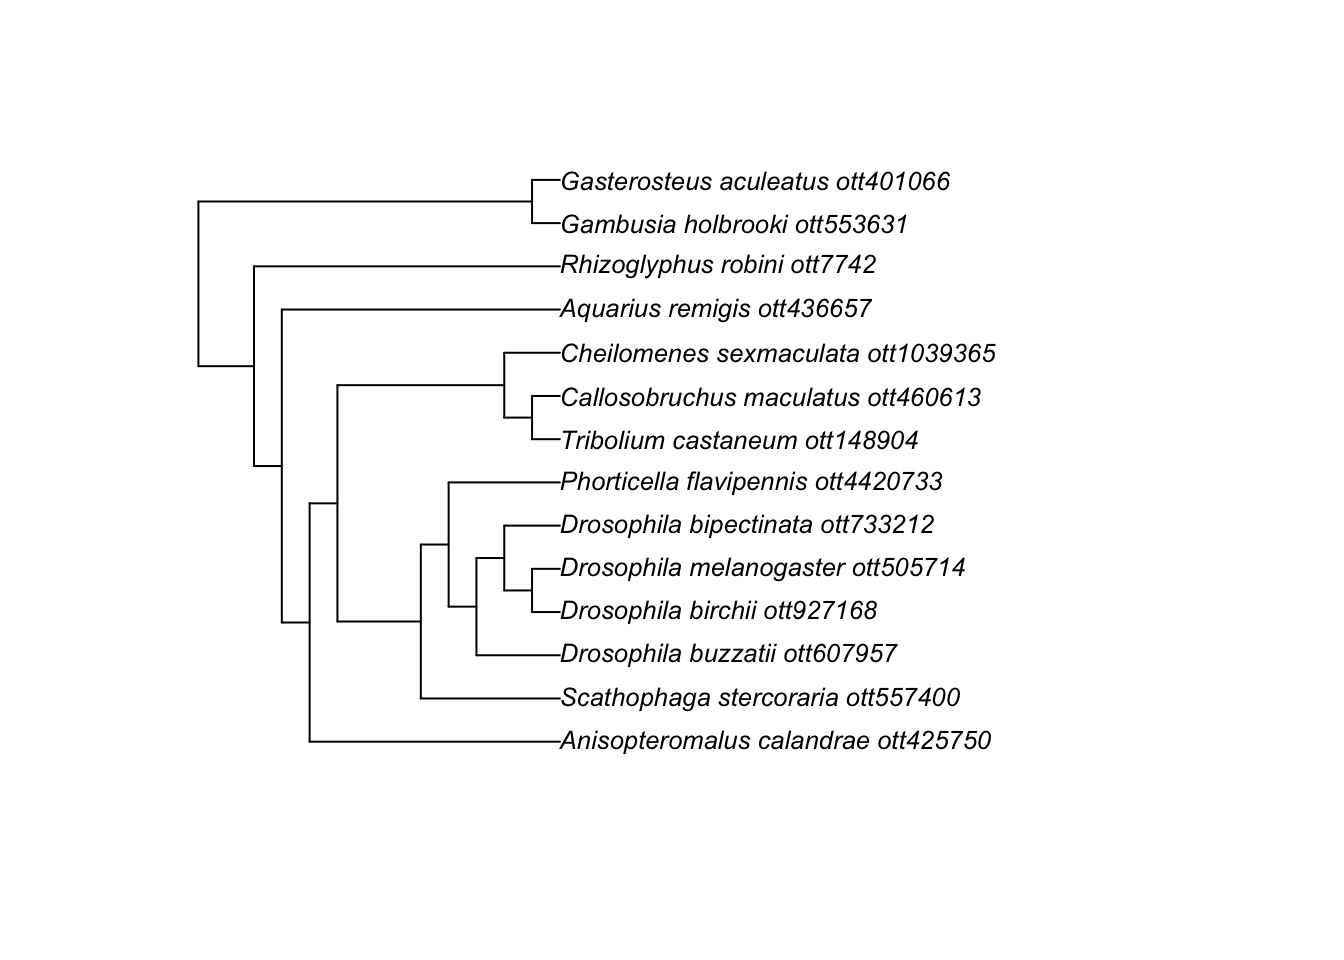 Gasterosteus aculeatus ott401066
Gambusia holbrooki ott553631
Rhizoglyphus robini ott7742
Aquarius remigis ott436657
Cheilomenes sexmaculata ott1039365
Callosobruchus maculatus ott460613
Tribolium castaneum ott148904
Phorticella flavipennis ott4420733
Drosophila bipectinata ott733212
Drosophila melanogaster ott505714
Drosophila birchii ott927168
Drosophila buzzatii ott607957
Scathophaga stercoraria ott557400
Anisopteromalus calandrae ott425750